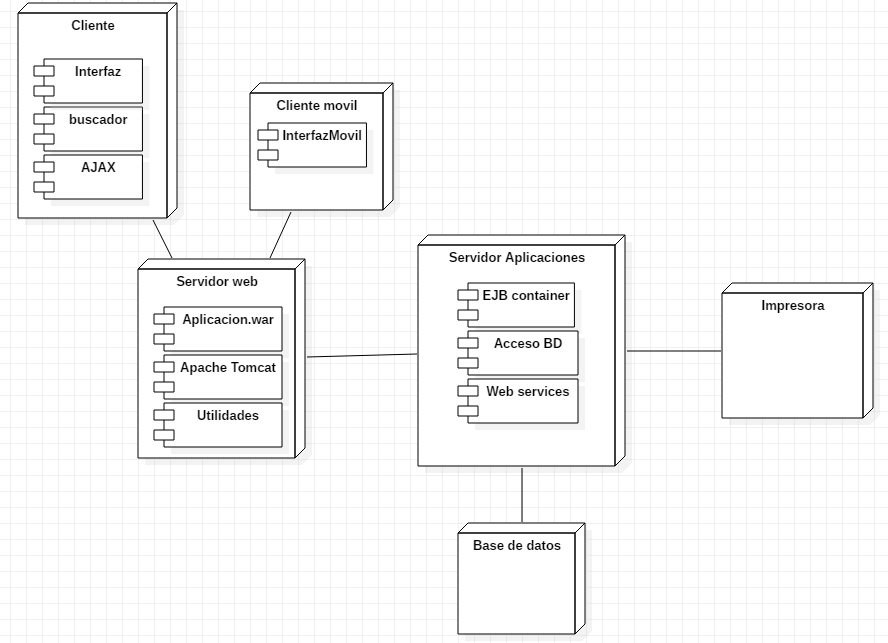 Cliente
Interfaz
buscador
AJAX
Cliente movil
InterfazMovil
Servidor web
Aplicacion.war
Apache Tomcat
Utilidades
Servidor Aplicaciones
EJB container
Acceso BD
Web services
Impresora
Base de datos